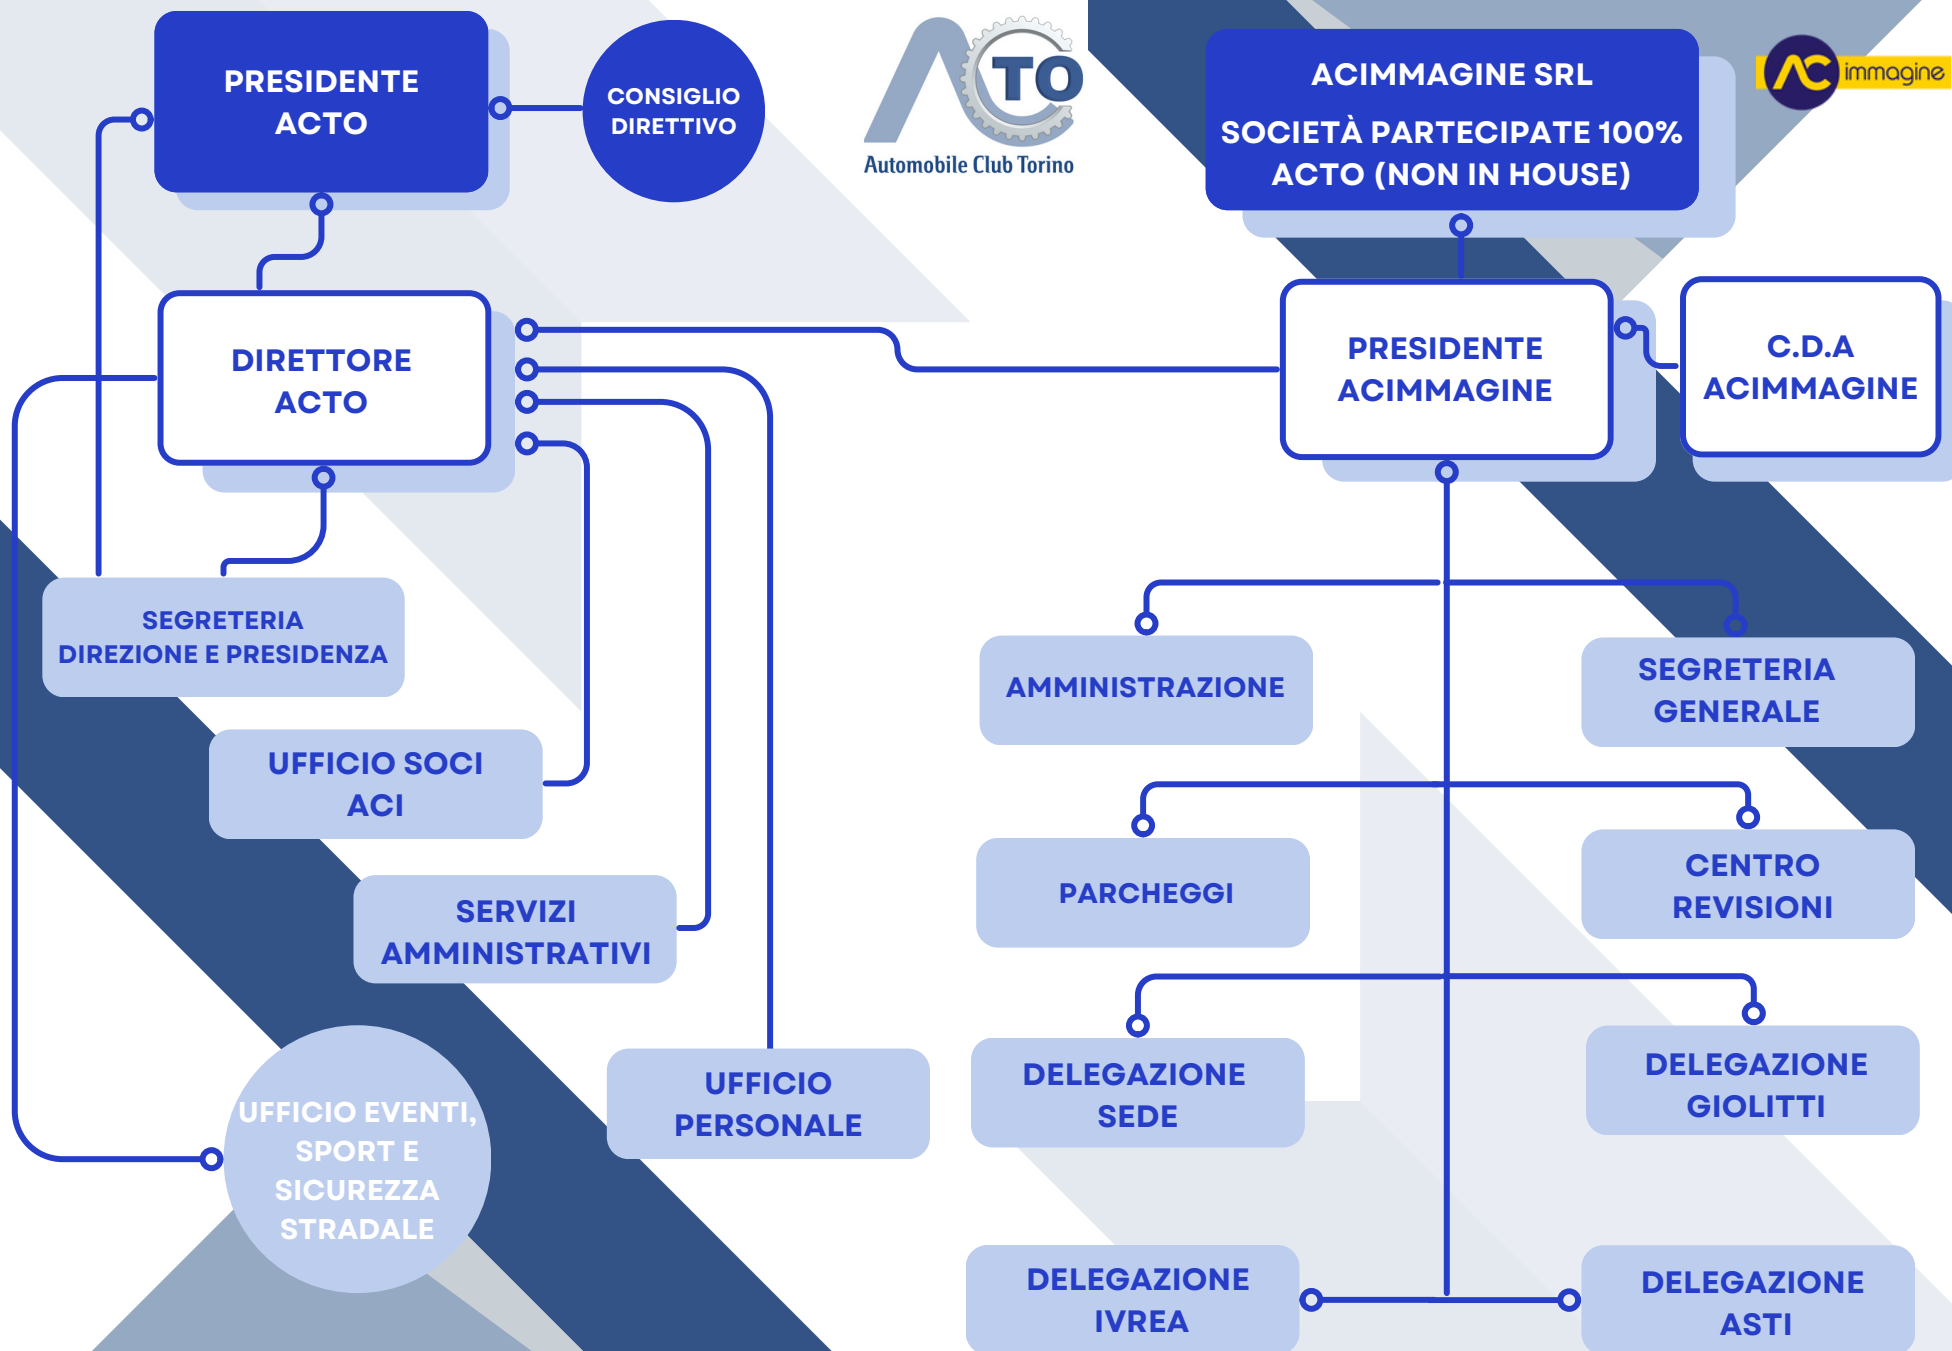 PRESIDENTE
ACTO
CONSIGLIO
DIRETTIVO
TO
Automobile Club Torino
ACIMMAGINE SRL
SOCIETÀ PARTECIPATE 100%
ACTO (NON IN HOUSE)
AC immagine
DIRETTORE
ACTO
PRESIDENTE
ACIMMAGINE
C.D.A
ACIMMAGINE
SEGRETERIA
DIREZIONE E PRESIDENZA
UFFICIO SOCI
ACI
SERVIZI
AMMINISTRATIVI
UFFICIO
PERSONALE
UFFICIO EVENTI,
SPORT E
SICUREZZA
STRADALE
AMMINISTRAZIONE
SEGRETERIA
GENERALE
PARCHEGGI
CENTRO
REVISIONI
DELEGAZIONE
SEDE
DELEGAZIONE
GIOLITTI
DELEGAZIONE
IVREA
DELEGAZIONE
ASTI